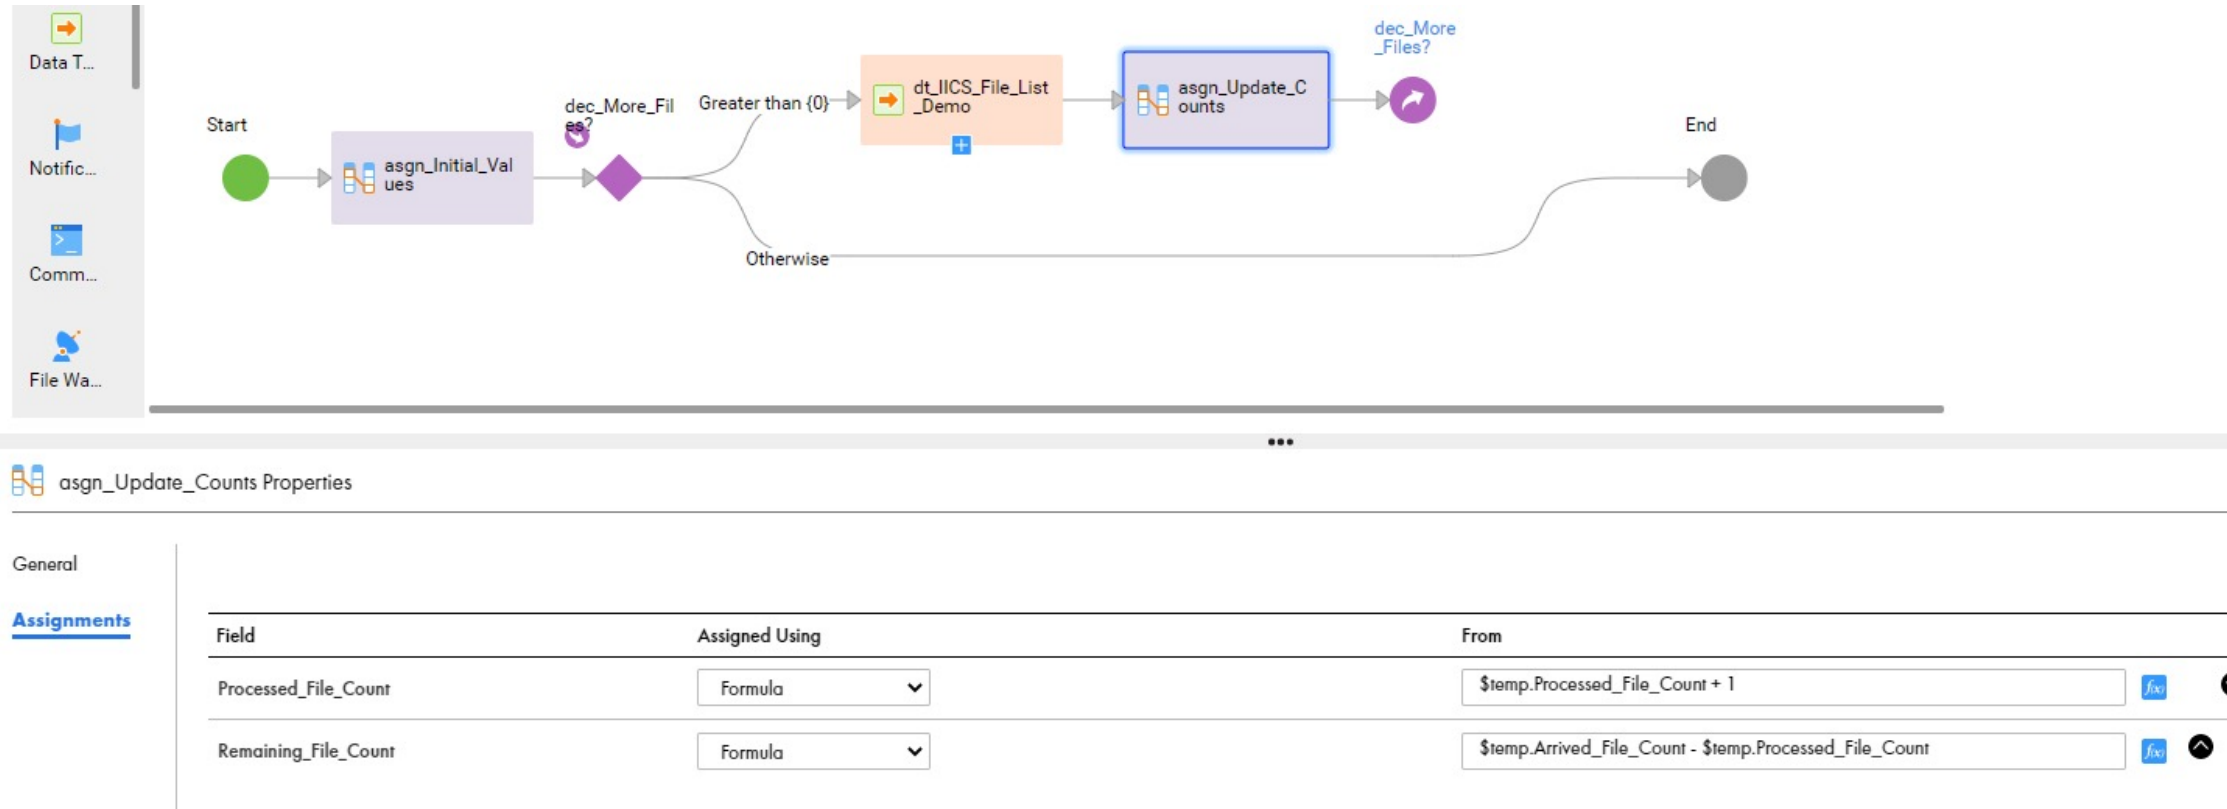 Data T...
Notific...
Comm...
File Wa...
Start
asgn_Initial_Val
ues
dec_More_Fil
es?
Greater than {0}
Otherwise
dt_IICS_File_List
_Demo
asgn_Update_C
ounts
dec_More
_Files?
End
asgn_Update_Counts Properties
General
Assignments
Field Assigned Using From
Processed_File_Count Formula $temp.Processed_File_Count + 1 f(x)
Remaining_File_Count Formula $temp.Arrived_File_Count - $temp.Processed_File_Count f(x)